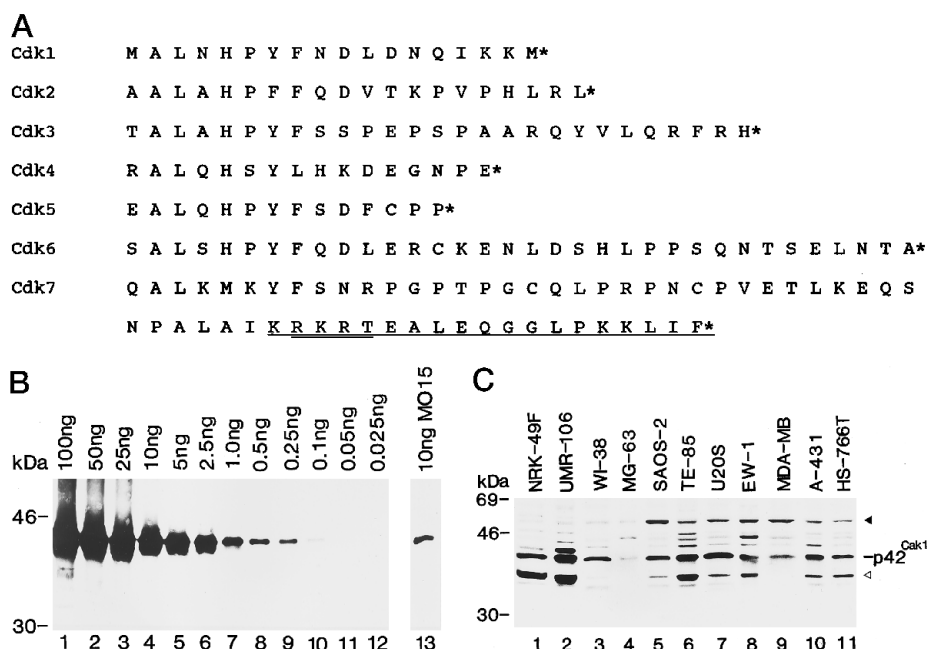 A
Cdk1 M A L N H P Y F N D L D N Q I K K M*
Cdk2 A A L A H P F F Q D V T K P V P H L R L*
Cdk3 T A L A H P Y F S S P E P S P A A R Q Y V L Q R F R H*
Cdk4 R A L Q H S Y L H K D E G N P E*
Cdk5 E A L Q H P Y F S D F C P P*
Cdk6 S A L S H P Y F Q D L E R C K E N L D S H L P P S Q N T S E L N T A*
Cdk7 Q A L K M K Y F S N R P G P T P G C Q L P R P N C P V E T L K E Q S
N P A L A I K R K R T E A L E Q G G L P K K L I F*
B
kDa 100ng 50ng 25ng 10ng 5ng 2.5ng 1.0ng 0.5ng 0.25ng 0.1ng 0.05ng 0.025ng 10ng MO15
46–
30–
1 2 3 4 5 6 7 8 9 10 11 12 13
C
kDa NRK-49F UMR-106 WI-38 MG-63 SAOS-2 TE-85 U20S EW-1 MDA-MB A-431 HS-766T
69–
46–
–p42Cak1
30–
1 2 3 4 5 6 7 8 9 10 11